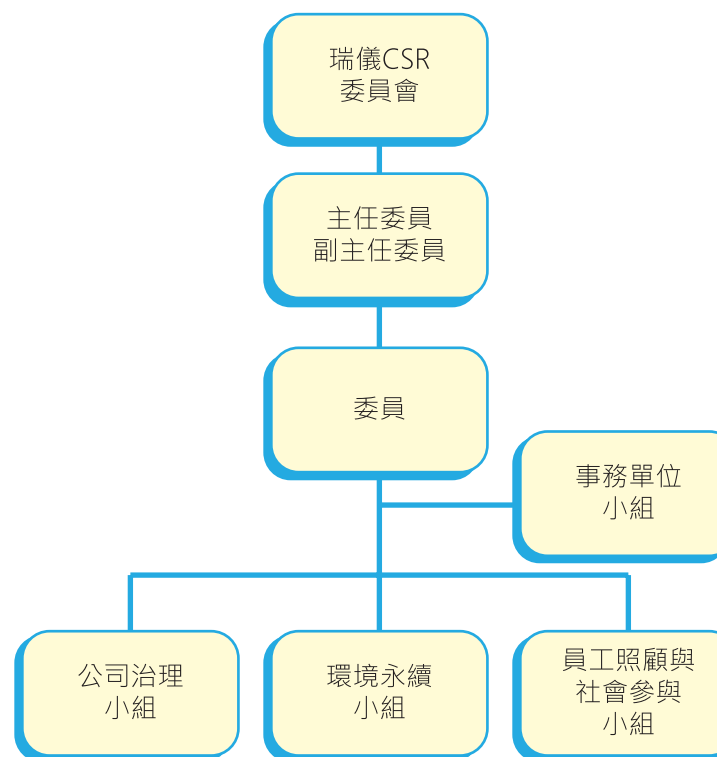 瑞儀CSR
委員會
主任委員
副主任委員
委員
事務單位
小組
公司治理
小組
環境永續
小組
員工照顧與
社會參與
小組